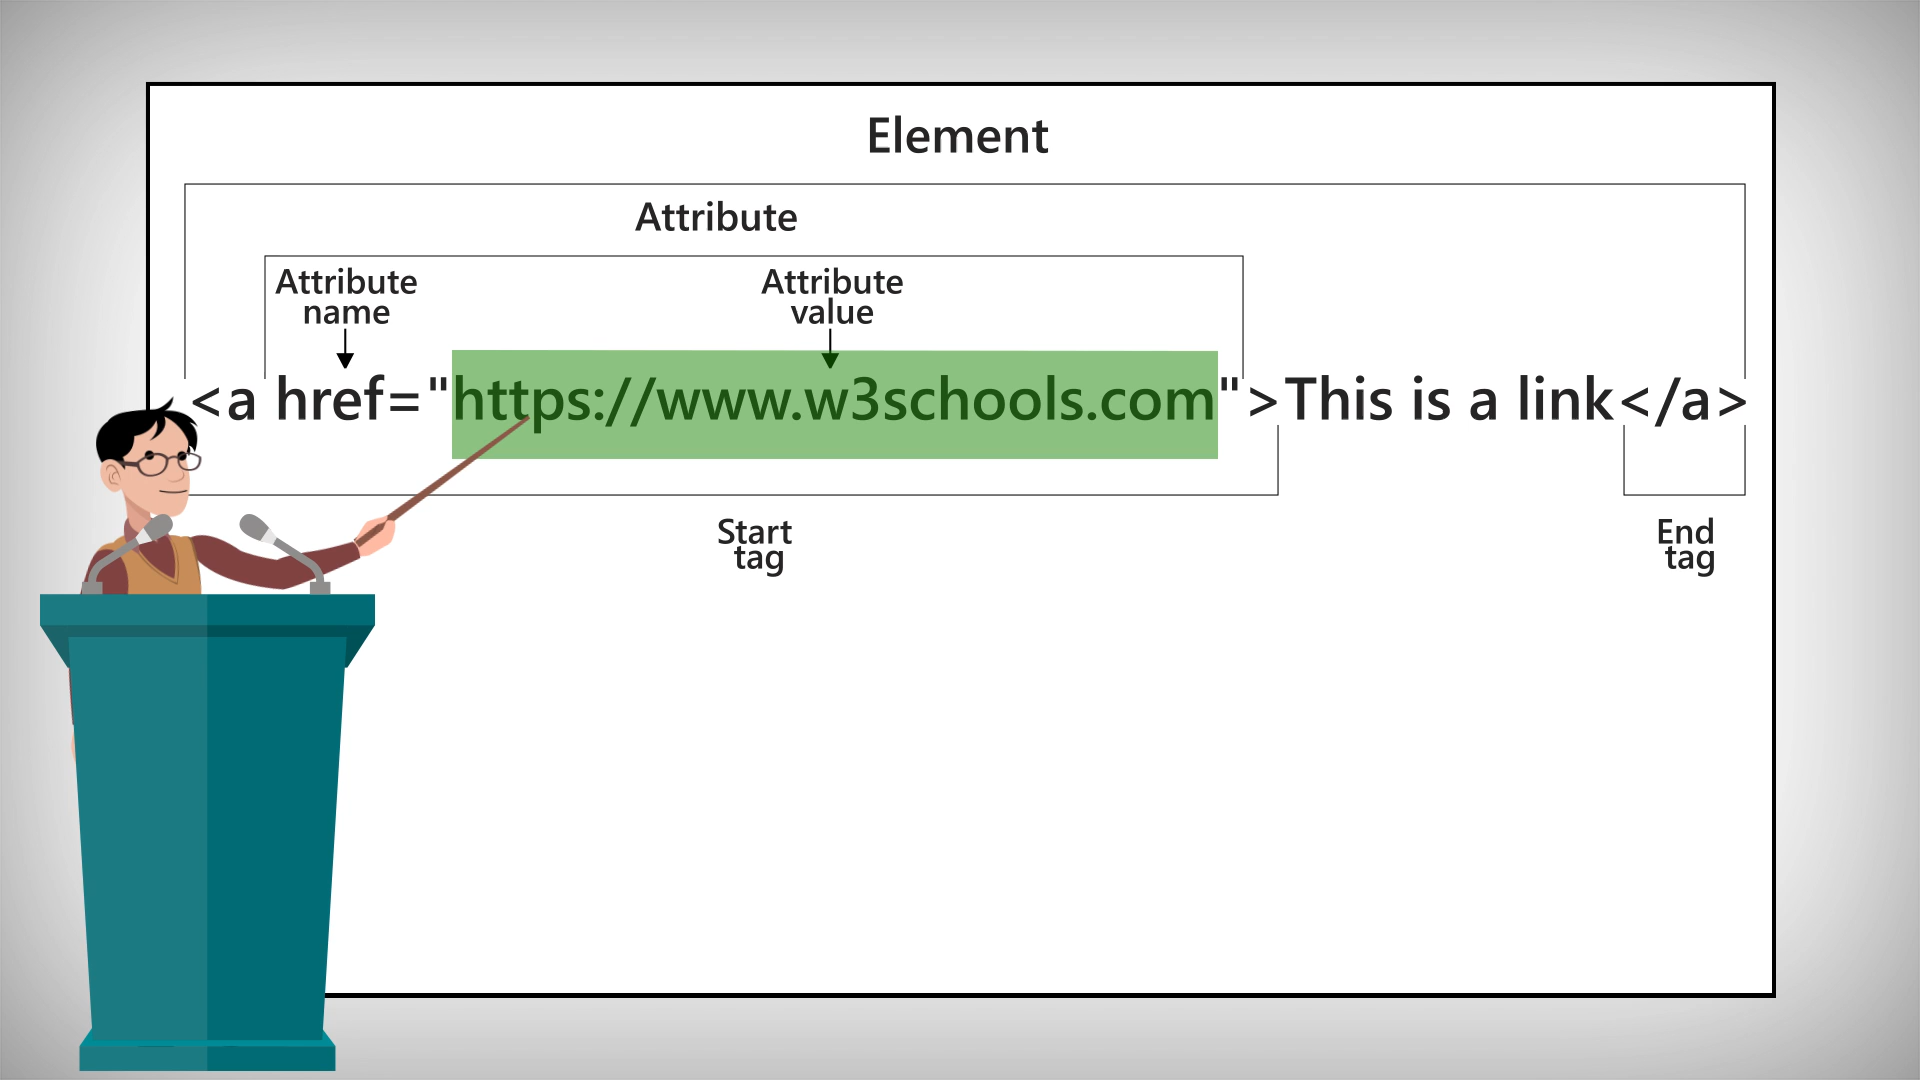 Element
Attribute
Attribute
name
Attribute
value
<a href="https://www.w3schools.com">This is a link</a>
Start
tag
End
tag